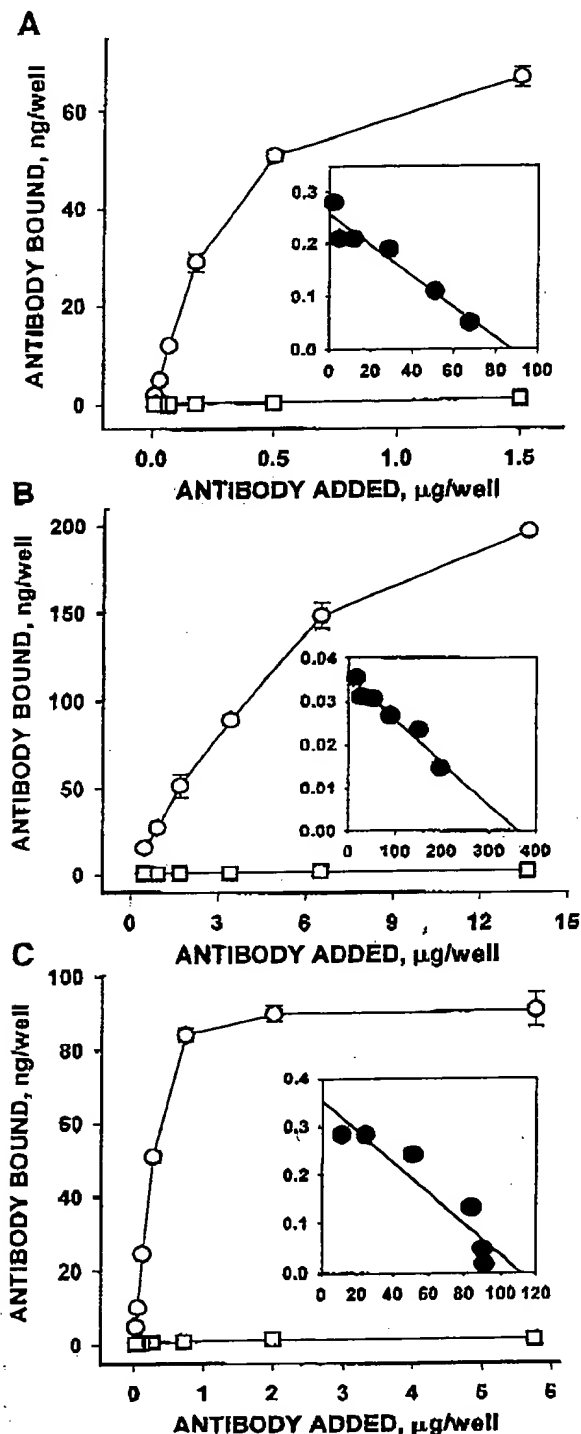 A
ANTIBODY BOUND, ng/well
60
40
20
0
0.3
0.2
0.1
0.0
0 20 40 60 80 100
0.0 0.5 1.0 1.5
ANTIBODY ADDED, µg/well
B
ANTIBODY BOUND, ng/well
200
150
100
50
0
0.04
0.03
0.02
0.01
0.00
0 100 200 300 400
0 3 6 9 12 15
ANTIBODY ADDED, µg/well
C
ANTIBODY BOUND, ng/well
100
80
60
40
20
0
0.4
0.3
0.2
0.1
0.0
0 20 40 60 80 100 120
0 1 2 3 4 5 6
ANTIBODY ADDED, µg/well